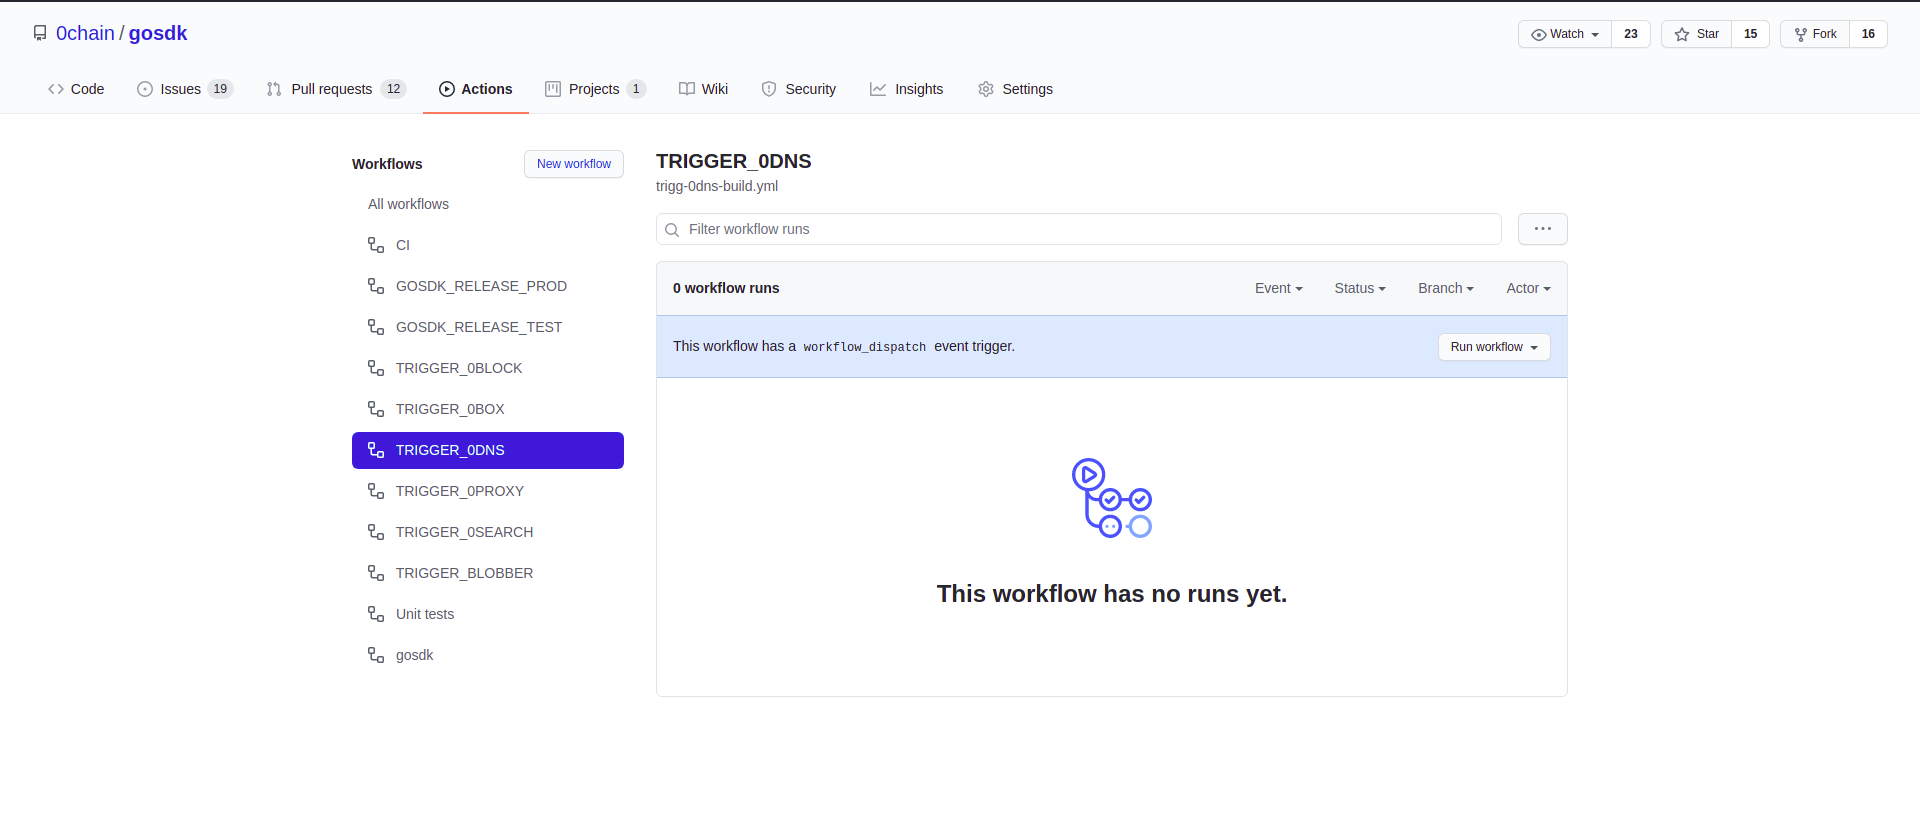 0chain / gosdk
Watch 23 Star 15 Fork 16
Code Issues 19 Pull requests 12 Actions Projects 1 Wiki Security Insights Settings
Workflows
New workflow
All workflows
CI
GOSDK_RELEASE_PROD
GOSDK_RELEASE_TEST
TRIGGER_0BLOCK
TRIGGER_0BOX
TRIGGER_0DNS
TRIGGER_0PROXY
TRIGGER_0SEARCH
TRIGGER_BLOBBER
Unit tests
gosdk
TRIGGER_0DNS
trigg-0dns-build.yml
Filter workflow runs
0 workflow runs
Event Status Branch Actor
This workflow has a workflow_dispatch event trigger.
Run workflow
This workflow has no runs yet.